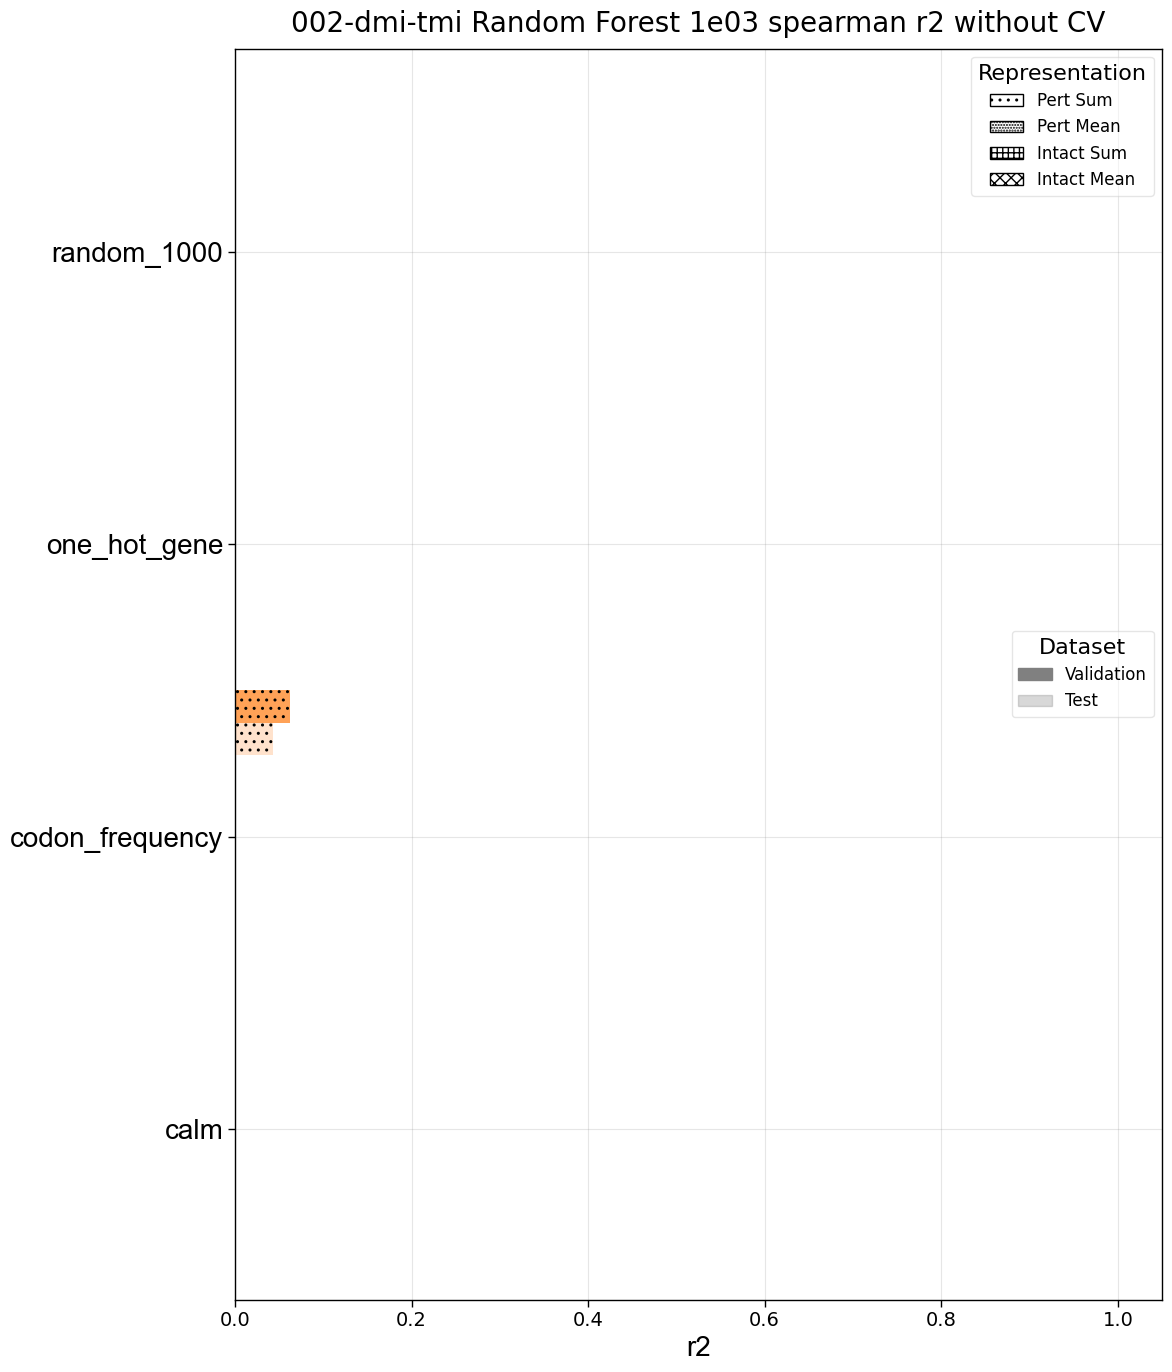 002-dmi-tmi Random Forest 1e03 spearman r2 without CV
Representation
Pert Sum
Pert Mean
Intact Sum
Intact Mean
random_1000
one_hot_gene
Dataset
Validation
Test
codon_frequency
calm
0.0 0.2 0.4 0.6 0.8 1.0
r2